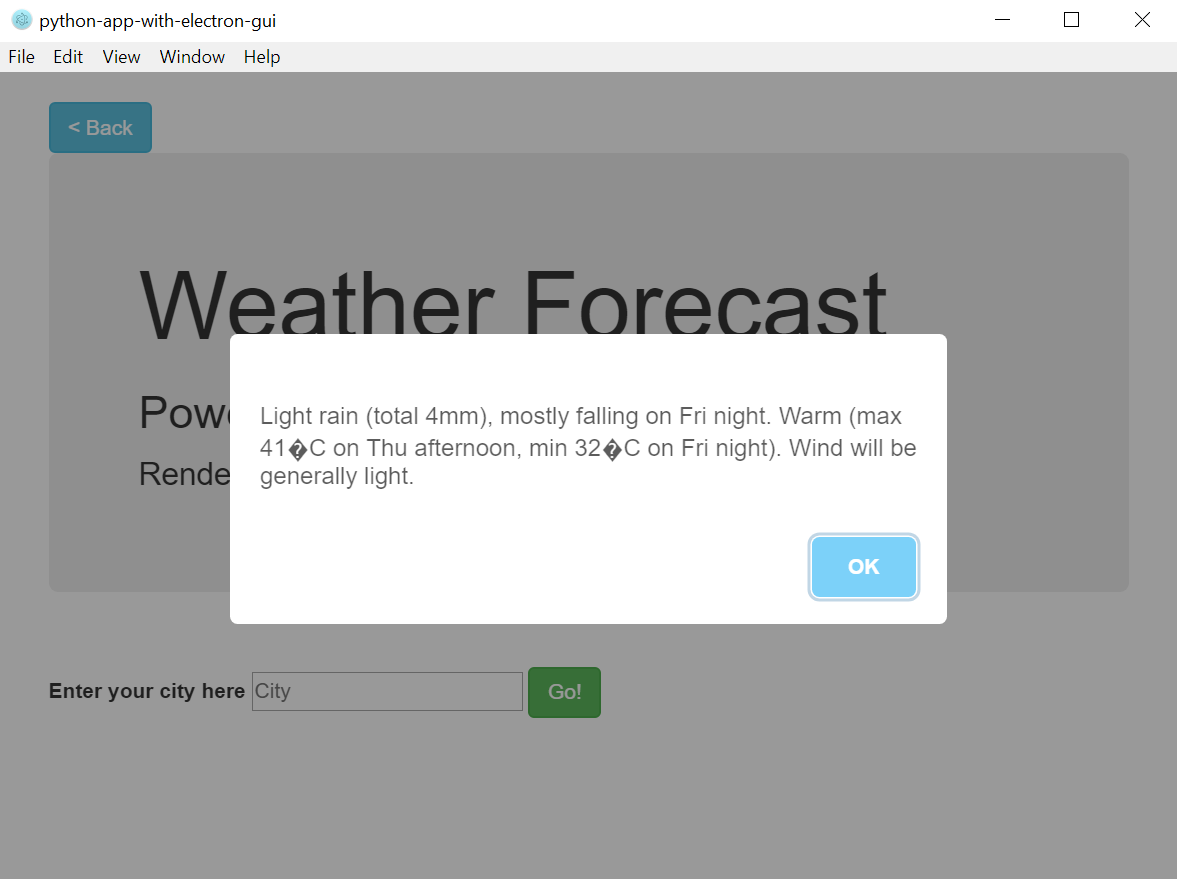 python-app-with-electron-gui
File Edit View Window Help
< Back
Weather Forecast
Powe
Rende
Light rain (total 4mm), mostly falling on Fri night. Warm (max
41�C on Thu afternoon, min 32�C on Fri night). Wind will be
generally light.
OK
Enter your city here City Go!